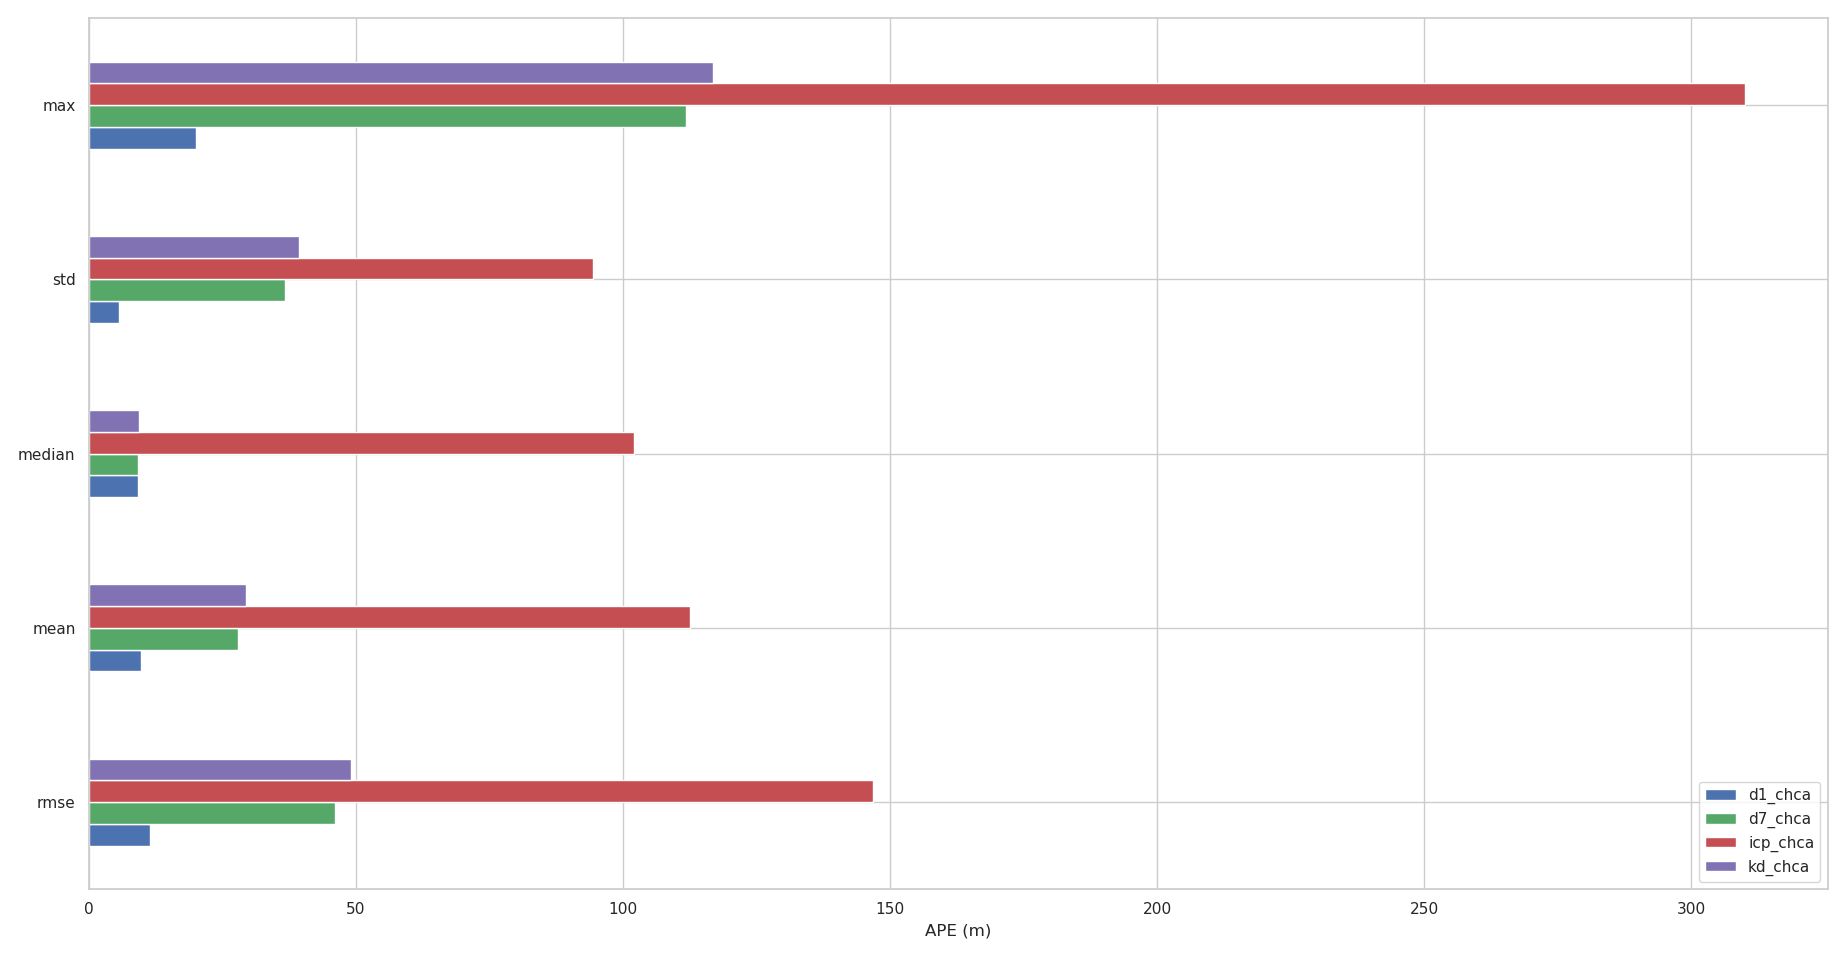 max
std
median
mean
rmse
d1_chca
d7_chca
icp_chca
kd_chca
0 50 100 150 200 250 300
APE (m)